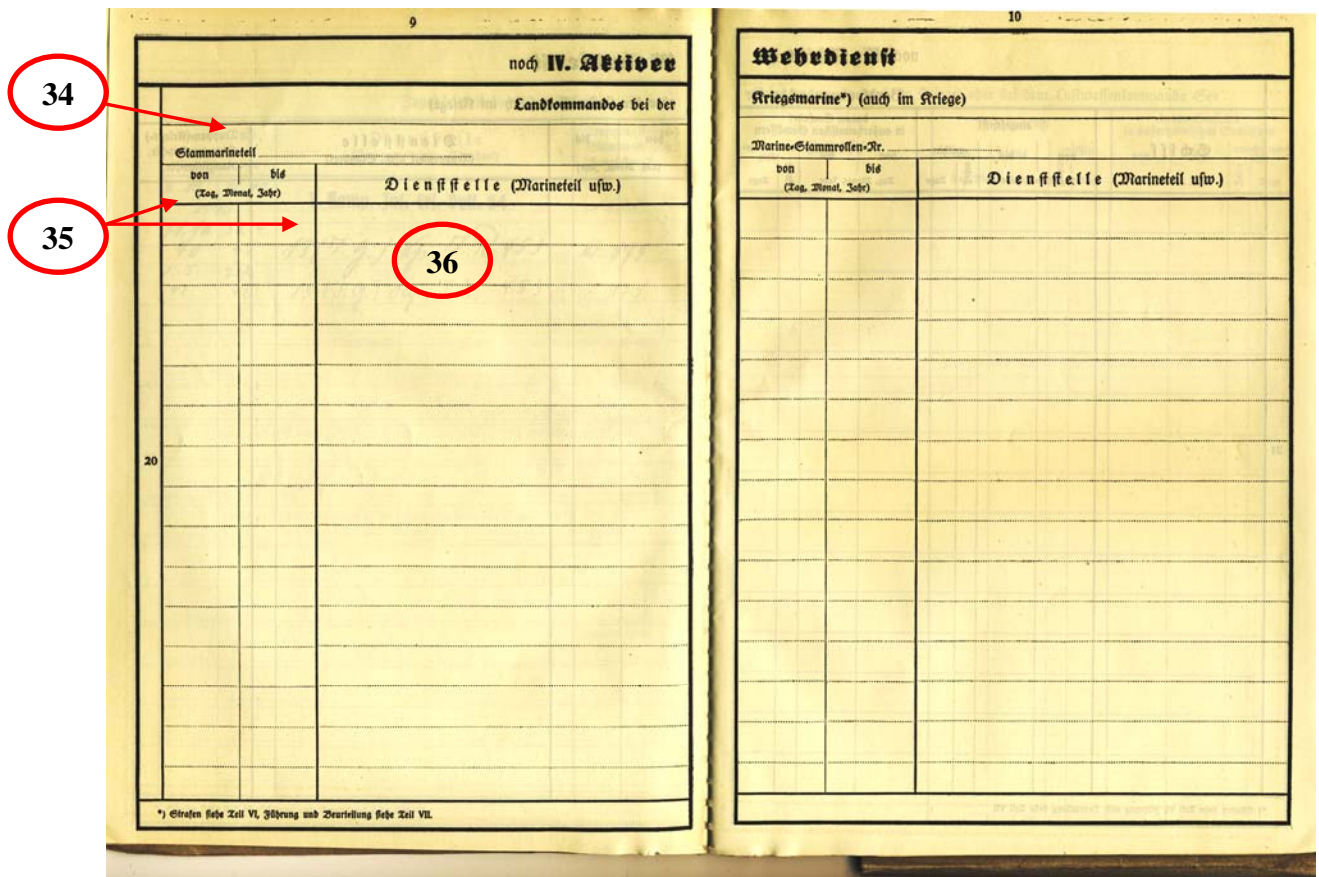 9
noch IV. Aktiver
34
Landkommandos bei der
Stammarineteil
von bis
(Tag, Monat, Jahr)
Dienststelle (Marineteil usw.)
35
36
20
*) Strafen siehe Teil VI, Führung und Beurteilung siehe Teil VII.
10
Wehrdienst
Kriegsmarine*) (auch im Kriege)
Marine-Stammrollen-Nr.
von bis
(Tag, Monat, Jahr)
Dienststelle (Marineteil usw.)